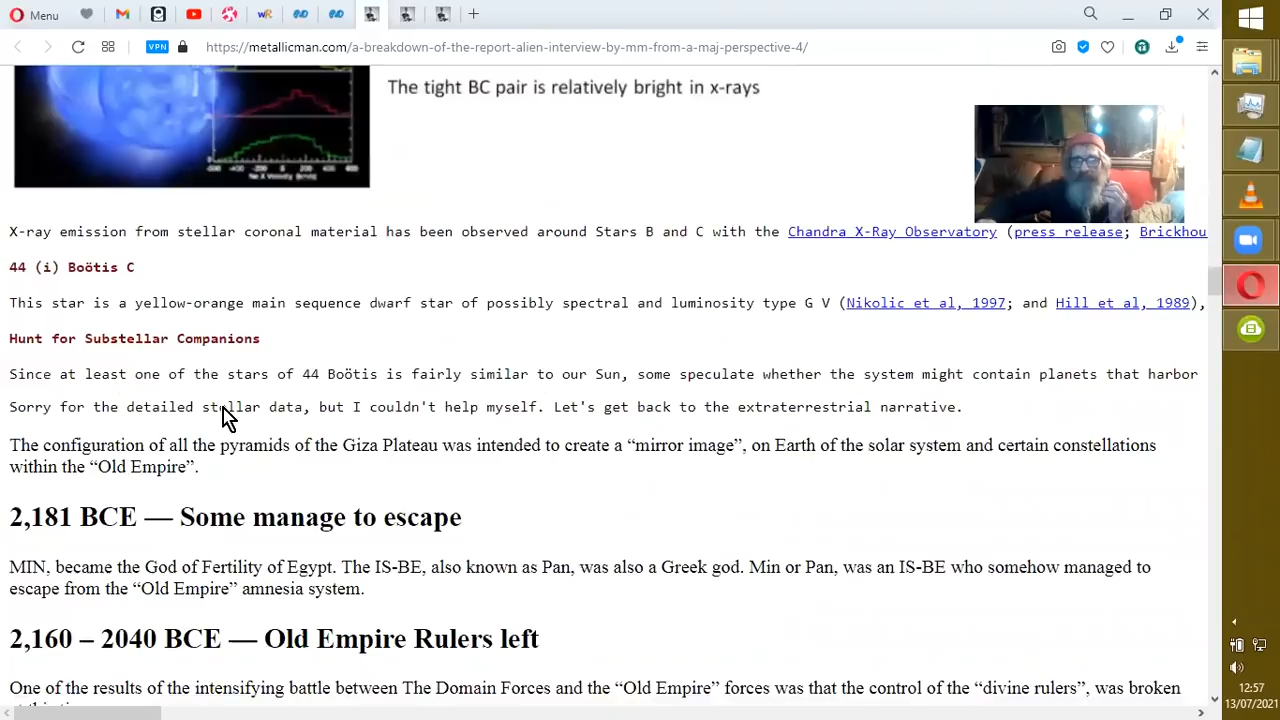 Menu
VPN
https://metallicman.com/a-breakdown-of-the-report-alien-interview-by-mm-from-a-maj-perspective-4/
The tight BC pair is relatively bright in x-rays
X-ray emission from stellar coronal material has been observed around Stars B and C with the Chandra X-Ray Observatory (press release; Brickhou
44 (i) Boötis C
This star is a yellow-orange main sequence dwarf star of possibly spectral and luminosity type G V (Nikolic et al, 1997; and Hill et al, 1989),
Hunt for Substellar Companions
Since at least one of the stars of 44 Boötis is fairly similar to our Sun, some speculate whether the system might contain planets that harbor
Sorry for the detailed stellar data, but I couldn't help myself. Let's get back to the extraterrestrial narrative.
The configuration of all the pyramids of the Giza Plateau was intended to create a “mirror image”, on Earth of the solar system and certain constellations
within the “Old Empire”.
2,181 BCE — Some manage to escape
MIN, became the God of Fertility of Egypt. The IS-BE, also known as Pan, was also a Greek god. Min or Pan, was an IS-BE who somehow managed to
escape from the “Old Empire” amnesia system.
2,160 – 2040 BCE — Old Empire Rulers left
One of the results of the intensifying battle between The Domain Forces and the “Old Empire” forces was that the control of the “divine rulers”, was broken
12:57
13/07/2021